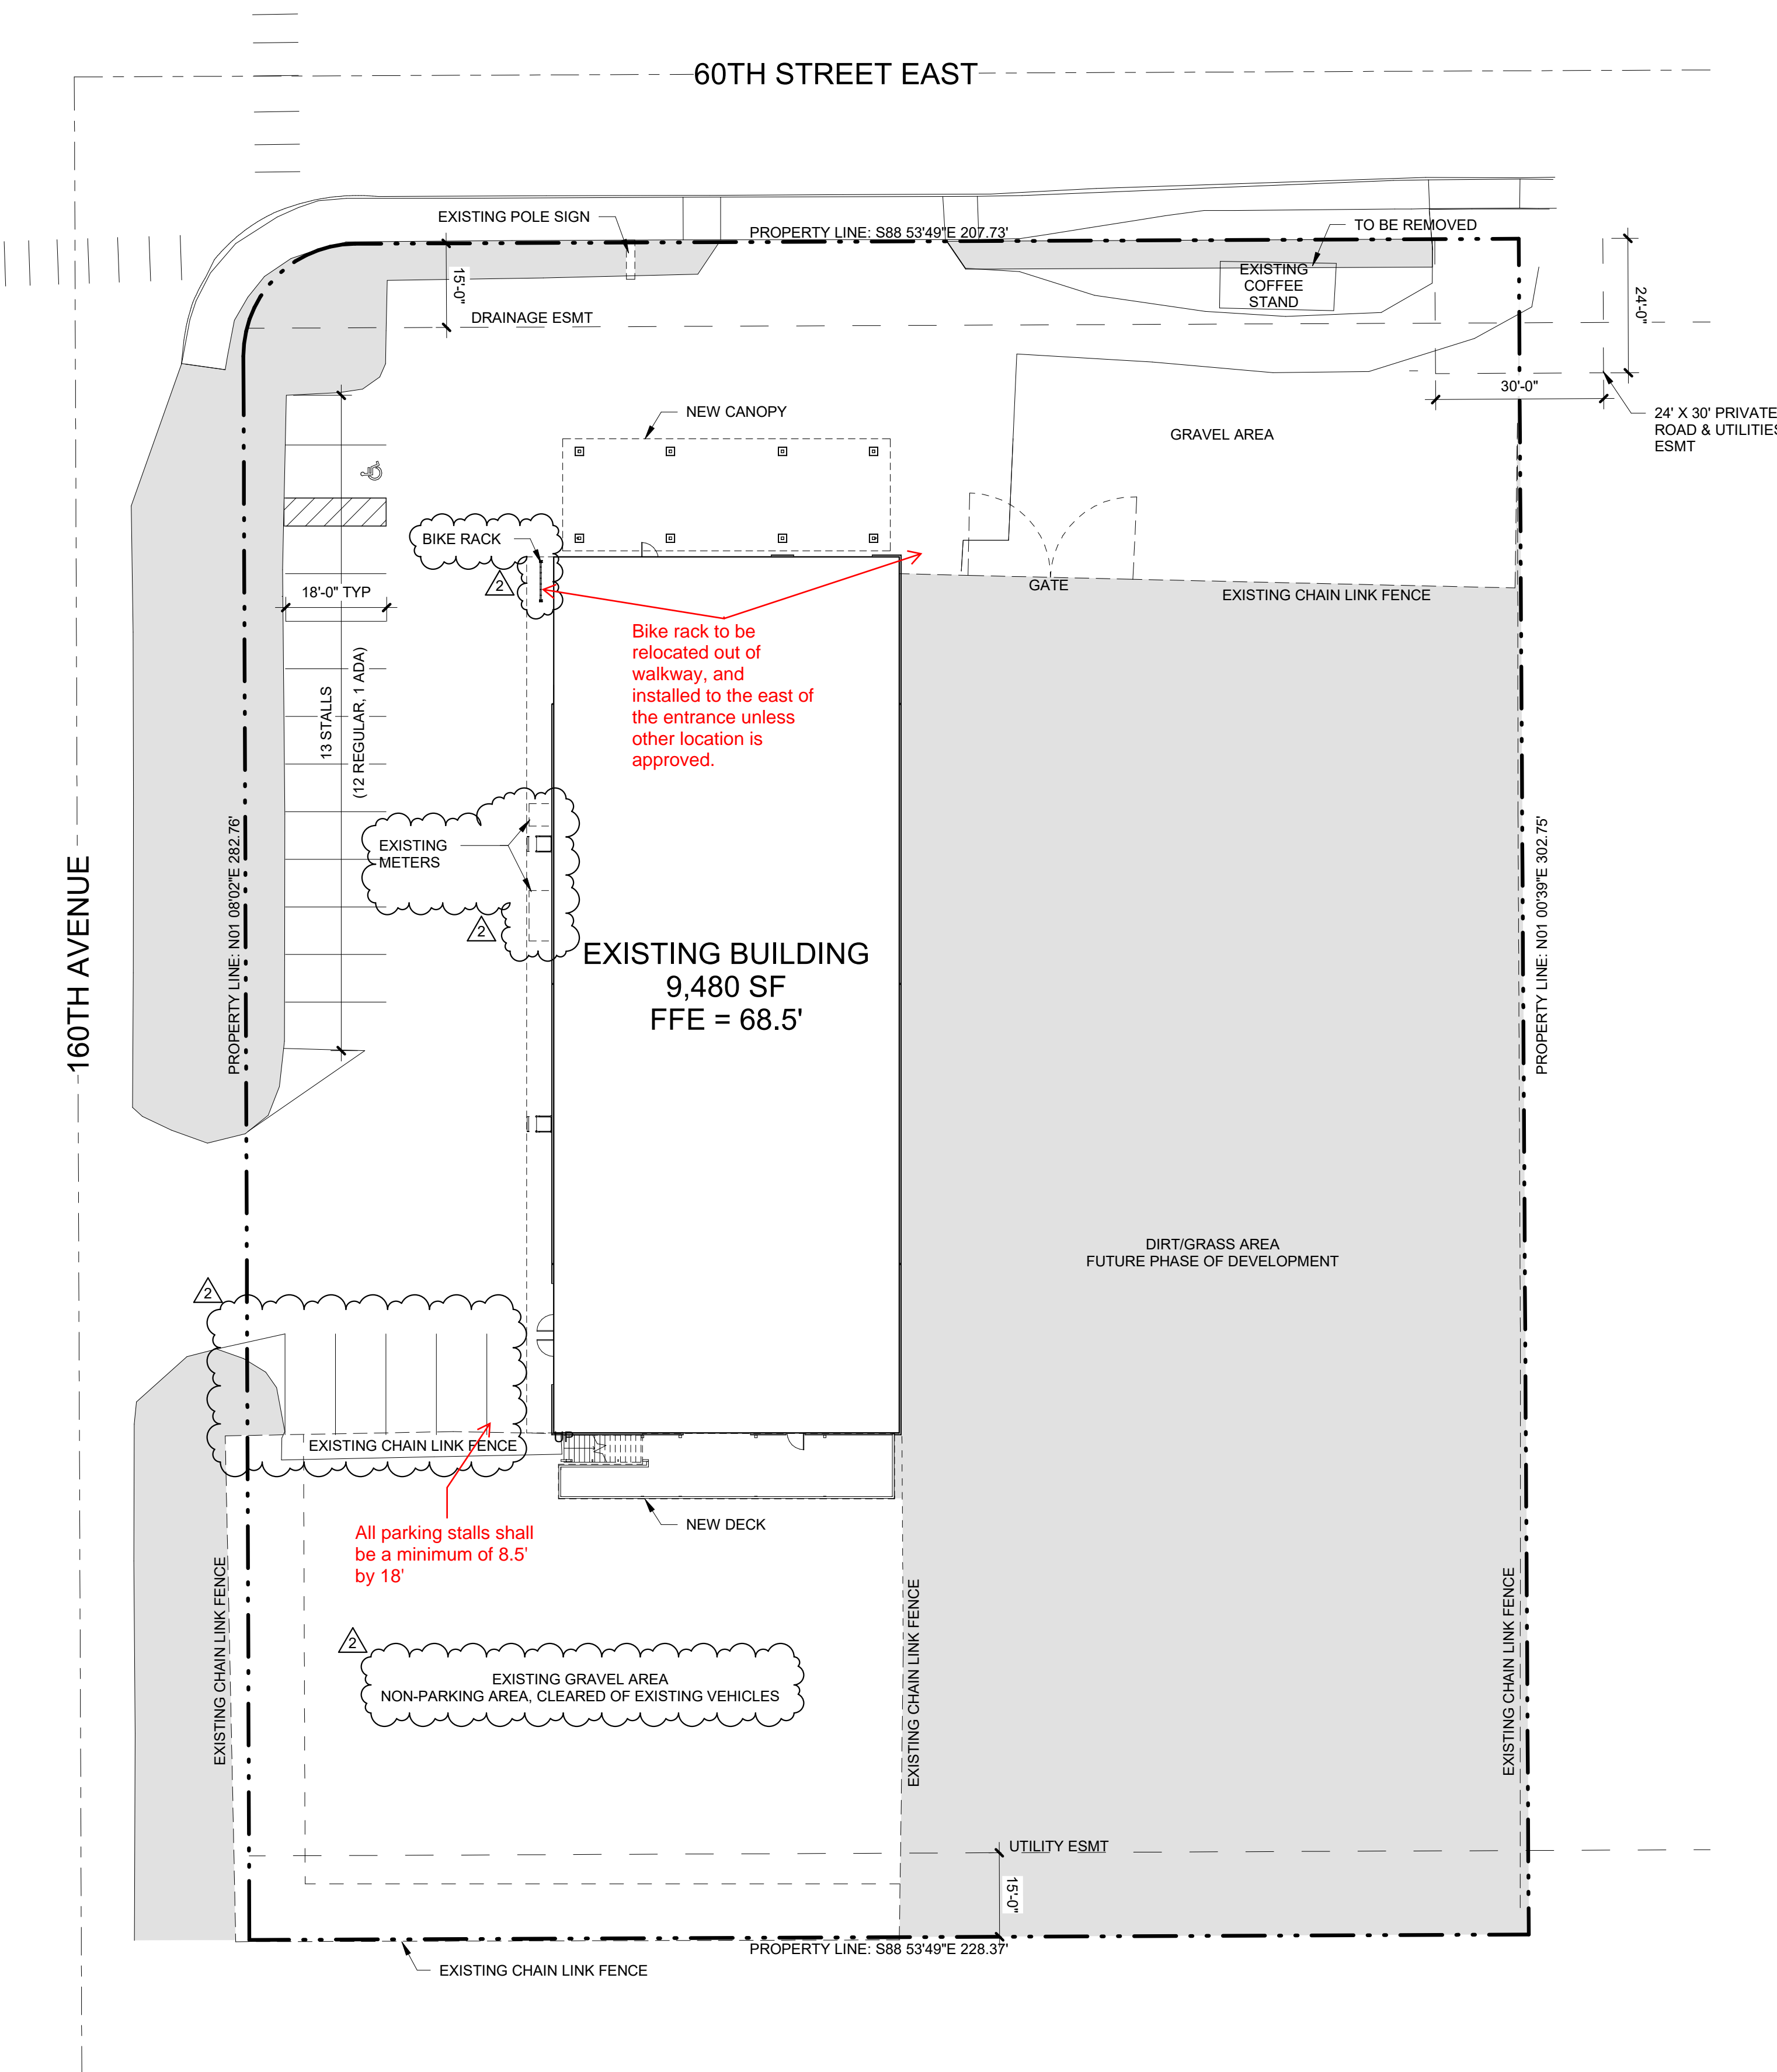 60TH STREET EAST
EXISTING POLE SIGN
PROPERTY LINE: S88 53'49"E 207.73'
TO BE REMOVED
EXISTING
COFFEE
STAND
15'-0"
DRAINAGE ESMT
24'-0"
30'-0"
24' X 30' PRIVATE
ROAD & UTILITIES
ESMT
NEW CANOPY
GRAVEL AREA
BIKE RACK
2
18'-0" TYP
GATE
EXISTING CHAIN LINK FENCE
Bike rack to be
relocated out of
walkway, and
installed to the east of
the entrance unless
other location is
approved.
13 STALLS
(12 REGULAR, 1 ADA)
EXISTING
METERS
2
160TH AVENUE
PROPERTY LINE: N01 08'02"E 282.76'
PROPERTY LINE: N01 00'39"E 302.75'
EXISTING BUILDING
9,480 SF
FFE = 68.5'
DIRT/GRASS AREA
FUTURE PHASE OF DEVELOPMENT
2
EXISTING CHAIN LINK FENCE
UP
NEW DECK
All parking stalls shall
be a minimum of 8.5'
by 18'
EXISTING CHAIN LINK FENCE
EXISTING CHAIN LINK FENCE
EXISTING CHAIN LINK FENCE
2
EXISTING GRAVEL AREA
NON-PARKING AREA, CLEARED OF EXISTING VEHICLES
UTILITY ESMT
15'-0"
PROPERTY LINE: S88 53'49"E 228.37'
EXISTING CHAIN LINK FENCE